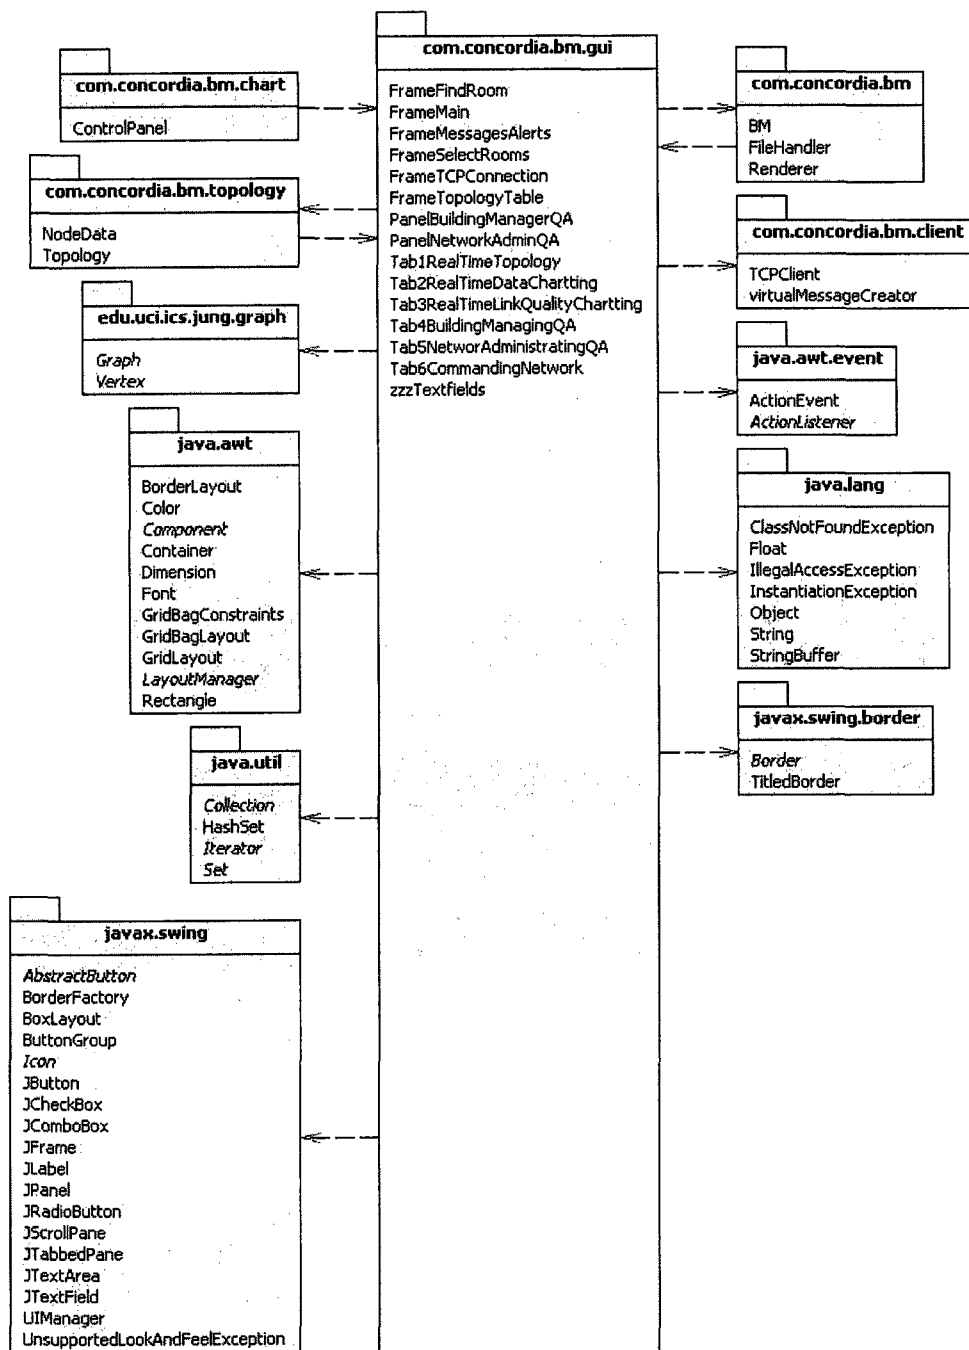 com.concordia.bm.chart
ControlPanel
com.concordia.bm.topology
NodeData
Topology
edu.uci.ics.jung.graph
Graph
Vertex
java.awt
BorderLayout
Color
Component
Container
Dimension
Font
GridBagConstraints
GridBagLayout
GridLayout
LayoutManager
Rectangle
java.util
Collection
HashSet
Iterator
Set
javax.swing
AbstractButton
BorderFactory
BoxLayout
ButtonGroup
Icon
JButton
JCheckBox
JComboBox
JFrame
JLabel
JPanel
JRadioButton
JScrollPane
JTabbedPane
JTextArea
JTextField
UIManager
UnsupportedLookAndFeelException
com.concordia.bm.gui
FrameFindRoom
FrameMain
FrameMessagesAlerts
FrameSelectRooms
FrameTCPConnection
FrameTopologyTable
PanelBuildingManagerQA
PanelNetworkAdminQA
Tab1RealTimeTopology
Tab2RealTimeDataChartting
Tab3RealTimeLinkQualityChartting
Tab4BuildingManagingQA
Tab5NetworAdministratingQA
Tab6CommandingNetwork
zzzTextfields
com.concordia.bm
BM
FileHandler
Renderer
com.concordia.bm.client
TCPClient
virtualMessageCreator
java.awt.event
ActionEvent
ActionListener
java.lang
ClassNotFoundException
Float
IllegalAccessException
InstantiationException
Object
String
StringBuffer
javax.swing.border
Border
TitledBorder